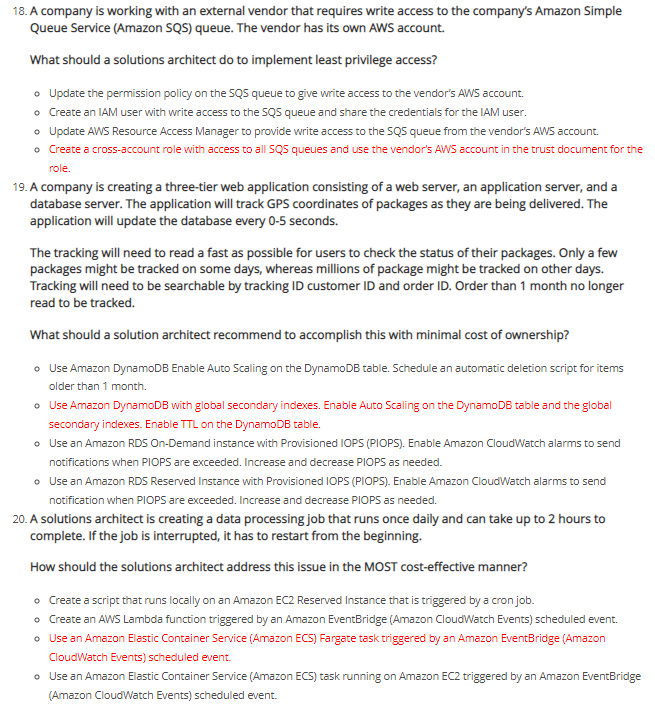 18. A company is working with an external vendor that requires write access to the company's Amazon Simple
Queue Service (Amazon SQS) queue. The vendor has its own AWS account.
What should a solutions architect do to implement least privilege access?
o Update the permission policy on the SQS queue to give write access to the vendor's AWS account.
o Create an IAM user with write access to the SQS queue and share the credentials for the IAM user.
o Update AWS Resource Access Manager to provide write access to the SQS queue from the vendor's AWS account.
o Create a cross-account role with access to all SQS queues and use the vendor's AWS account in the trust document for the
role.
19. A company is creating a three-tier web application consisting of a web server, an application server, and a
database server. The application will track GPS coordinates of packages as they are being delivered. The
application will update the database every 0-5 seconds.
The tracking will need to read a fast as possible for users to check the status of their packages. Only a few
packages might be tracked on some days, whereas millions of package might be tracked on other days.
Tracking will need to be searchable by tracking ID customer ID and order ID. Order than 1 month no longer
read to be tracked.
What should a solution architect recommend to accomplish this with minimal cost of ownership?
o Use Amazon DynamoDB Enable Auto Scaling on the DynamoDB table. Schedule an automatic deletion script for items
older than 1 month.
o Use Amazon DynamoDB with global secondary indexes. Enable Auto Scaling on the DynamoDB table and the global
secondary indexes. Enable TTL on the DynamoDB table.
o Use an Amazon RDS On-Demand instance with Provisioned IOPS (PIOPS). Enable Amazon CloudWatch alarms to send
notifications when PIOPS are exceeded. Increase and decrease PIOPS as needed.
o Use an Amazon RDS Reserved Instance with Provisioned IOPS (PIOPS). Enable Amazon CloudWatch alarms to send
notification when PIOPS are exceeded. Increase and decrease PIOPS as needed.
20. A solutions architect is creating a data processing job that runs once daily and can take up to 2 hours to
complete. If the job is interrupted, it has to restart from the beginning.
How should the solutions architect address this issue in the MOST cost-effective manner?
o Create a script that runs locally on an Amazon EC2 Reserved Instance that is triggered by a cron job.
o Create an AWS Lambda function triggered by an Amazon EventBridge (Amazon CloudWatch Events) scheduled event.
o Use an Amazon Elastic Container Service (Amazon ECS) Fargate task triggered by an Amazon EventBridge (Amazon
CloudWatch Events) scheduled event.
o Use an Amazon Elastic Container Service (Amazon ECS) task running on Amazon EC2 triggered by an Amazon EventBridge
(Amazon CloudWatch Events) scheduled event.